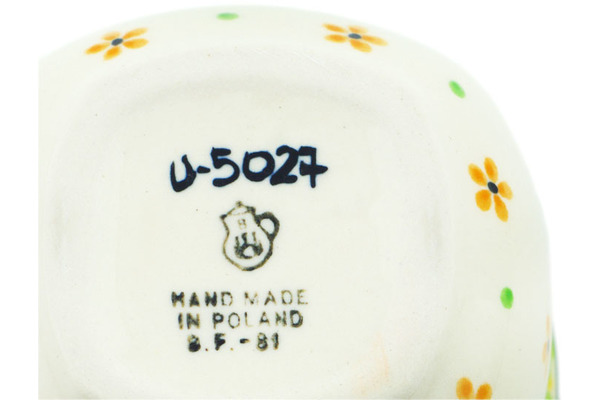 U-5027
HAND MADE
IN POLAND
B.F.-81